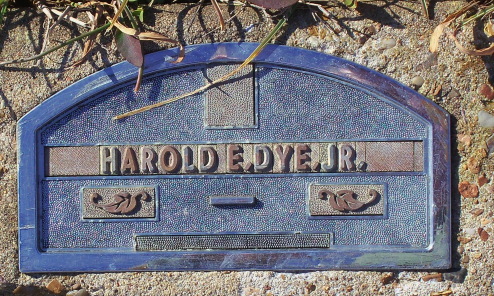 HAROLD E. DYE, JR.